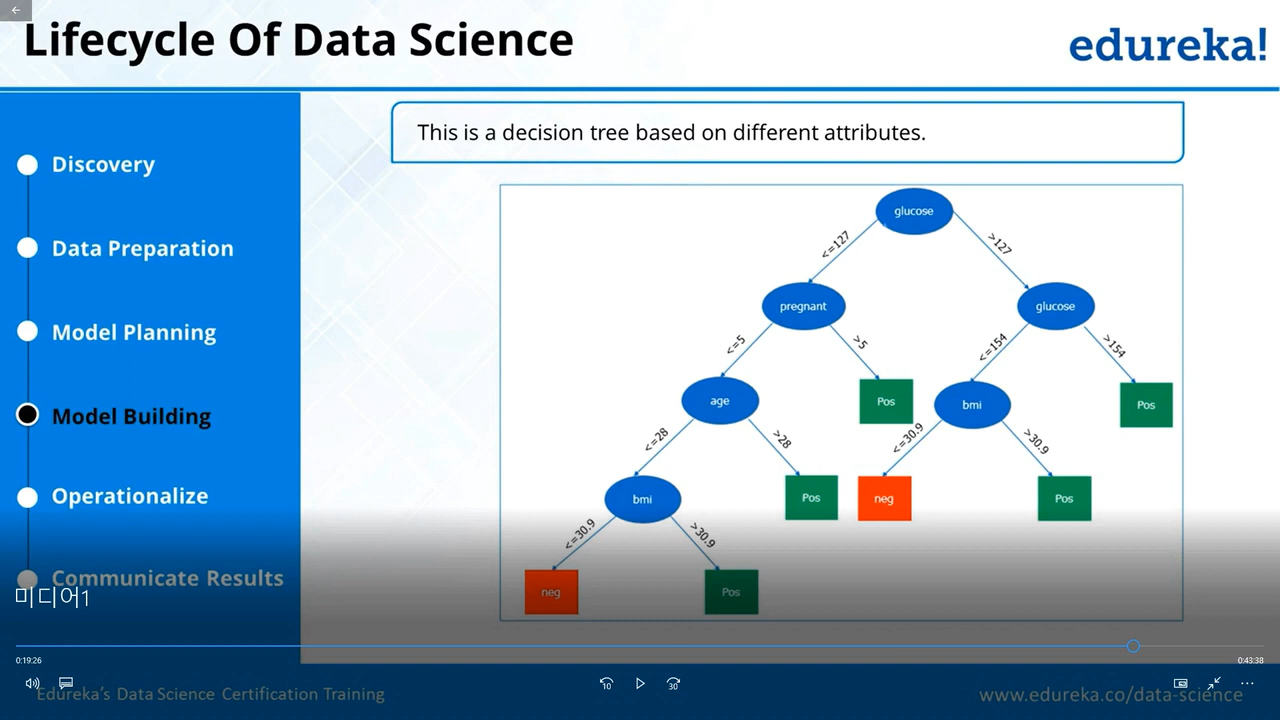 Lifecycle Of Data Science
edureka!
This is a decision tree based on different attributes.
Discovery
Data Preparation
Model Planning
Model Building
Operationalize
Communicate Results
glucose
<=127
>127
pregnant
glucose
<=5
>5
<=154
>154
age
Pos
bmi
Pos
<=28
>28
<=30.9
>30.9
bmi
Pos
neg
Pos
<=30.9
>30.9
neg
Pos
미디어1
0:19:26
0:43:38
10
30
Edureka's Data Science Certification Training
www.edureka.co/data-science